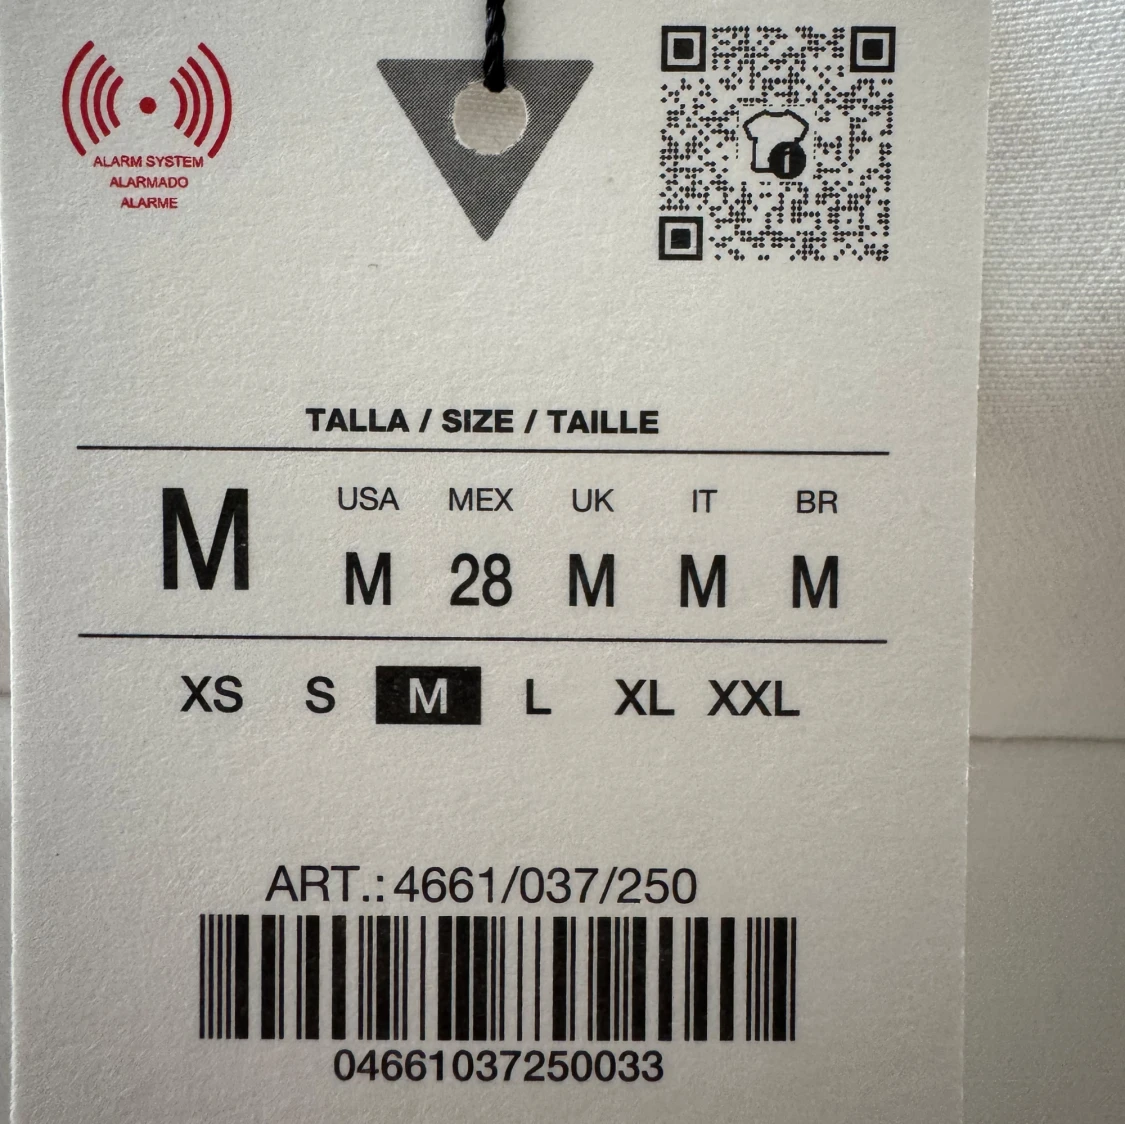 ALARM SYSTEM
ALARMADO
ALARME
i
TALLA / SIZE / TAILLE
M
USA MEX UK IT BR
M 28 M M M
XS S M L XL XXL
ART.: 4661/037/250
04661037250033